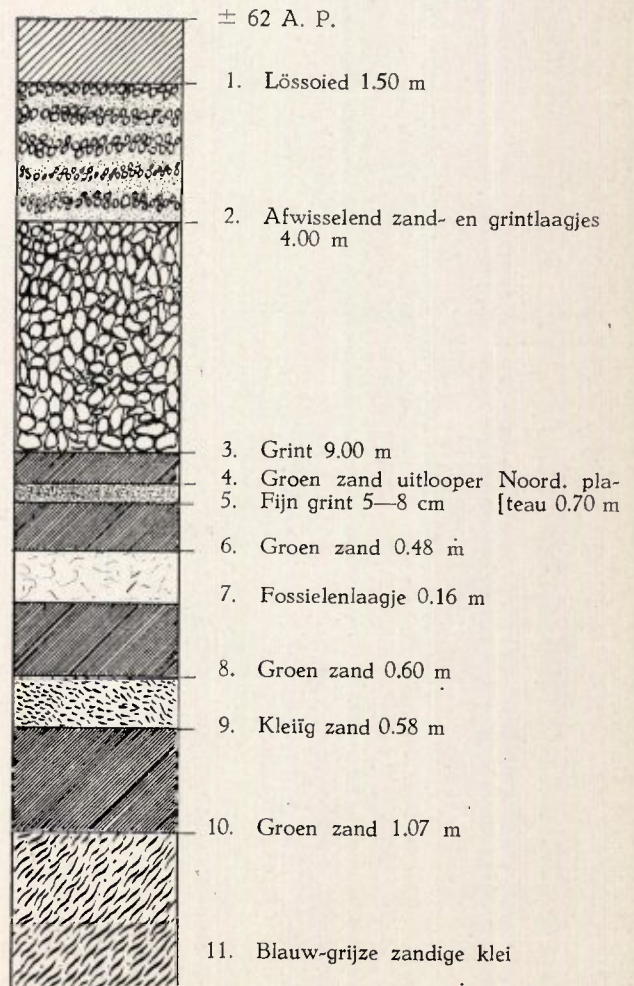 ± 62 A. P.
1. Lössoied 1.50 m
2. Afwisselend zand- en grintlaagjes
4.00 m
3. Grint 9.00 m
4. Groen zand uitlooper Noord. pla-
5. Fijn grint 5—8 cm [teau 0.70 m
6. Groen zand 0.48 m
7. Fossielenlaagje 0.16 m
8. Groen zand 0.60 m
9. Kleiïg zand 0.58 m
10. Groen zand 1.07 m
11. Blauw-grijze zandige klei